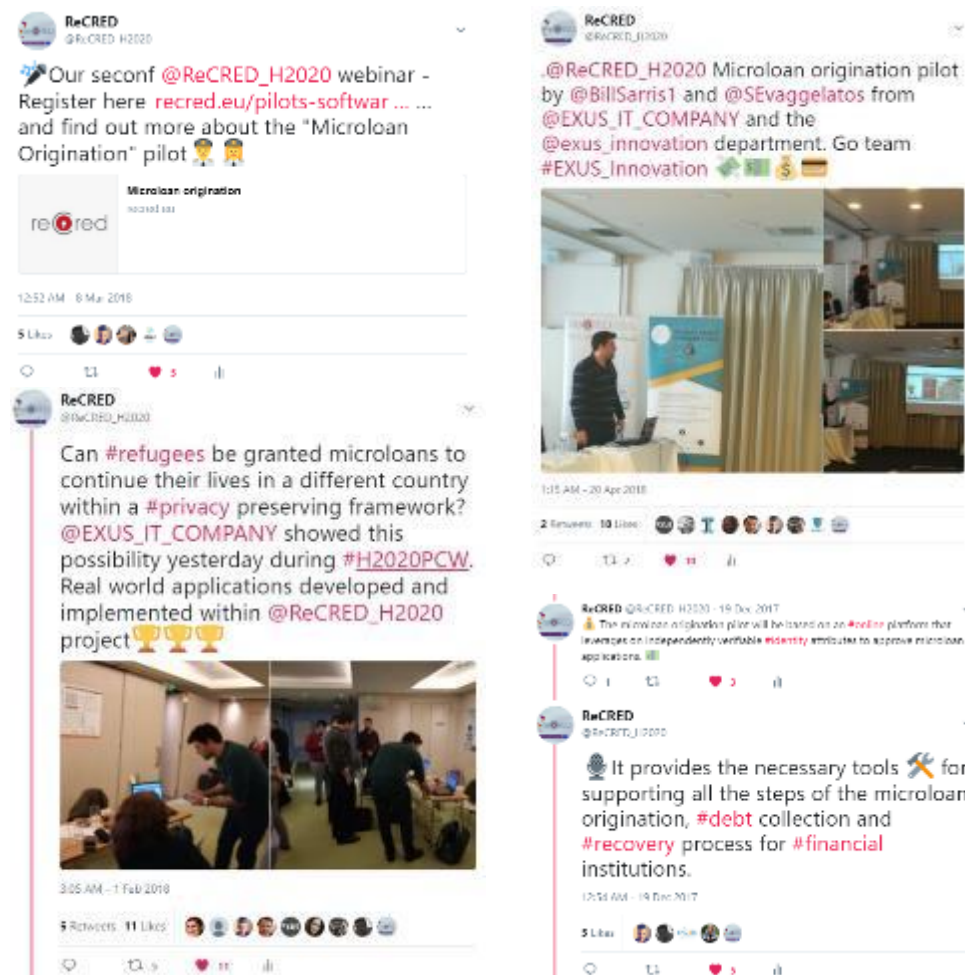 ReCRED
@ReCRED_H2020
Our seconf @ReCRED_H2020 webinar -
Register here recred.eu/pilots-softwar ... ...
and find out more about the "Microloan
Origination" pilot
Microloan origination
recred.eu
reCred
12:52 AM - 8 Mar 2018
5 Likes
5
ReCRED
@ReCRED_H2020
Can #refugees be granted microloans to
continue their lives in a different country
within a #privacy preserving framework?
@EXUS_IT_COMPANY showed this
possibility yesterday during #H2020PCW.
Real world applications developed and
implemented within @ReCRED_H2020
project
3:05 AM - 1 Feb 2018
5 Retweets 11 Likes
5 11
ReCRED
@ReCRED_H2020
.@ReCRED_H2020 Microloan origination pilot
by @BillSarris1 and @SEvaggelatos from
@EXUS_IT_COMPANY and the
@exus_innovation department. Go team
#EXUS_Innovation
1:15 AM - 20 Apr 2018
2 Retweets 10 Likes
2
ReCRED @ReCRED_H2020 - 19 Dec 2017
The microloan origination pilot will be based on an #online platform that
leverages on independently verifiable #identity attributes to approve microloan
applications.
1
ReCRED
@ReCRED_H2020
It provides the necessary tools for
supporting all the steps of the microloan
origination, #debt collection and
#recovery process for #financial
institutions.
12:54 AM - 19 Dec 2017
5 Likes
5